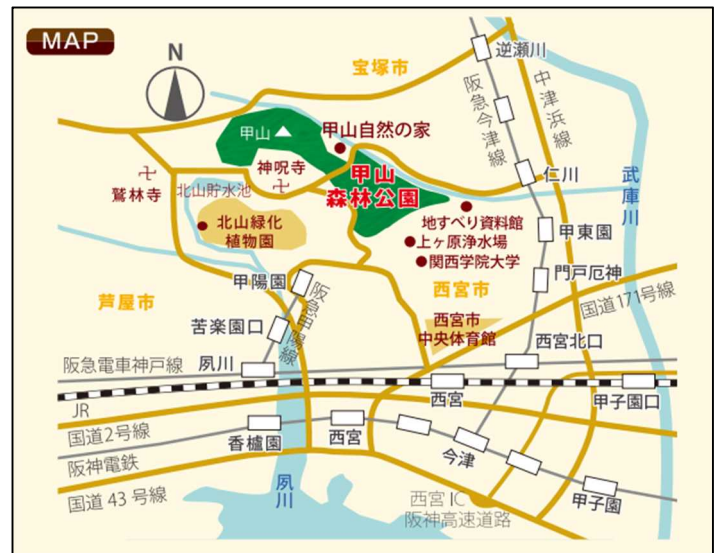 MAP
N
逆瀬川
宝塚市
阪急今津線
中津浜線
甲山
甲山自然の家
神呪寺
甲山
森林公園
仁川
武庫川
鷲林寺
北山貯水池
北山緑化
植物園
地すべり資料館
上ヶ原浄水場
関西学院大学
甲東園
門戸厄神
甲陽園
阪急甲陽線
西宮市
国道171号線
芦屋市
苦楽園口
西宮市
中央体育館
西宮北口
阪急電車神戸線
夙川
JR
西宮
甲子園口
国道2号線
香櫨園
西宮
今津
阪神電鉄
夙川
甲子園
国道43号線
西宮IC
阪神高速道路